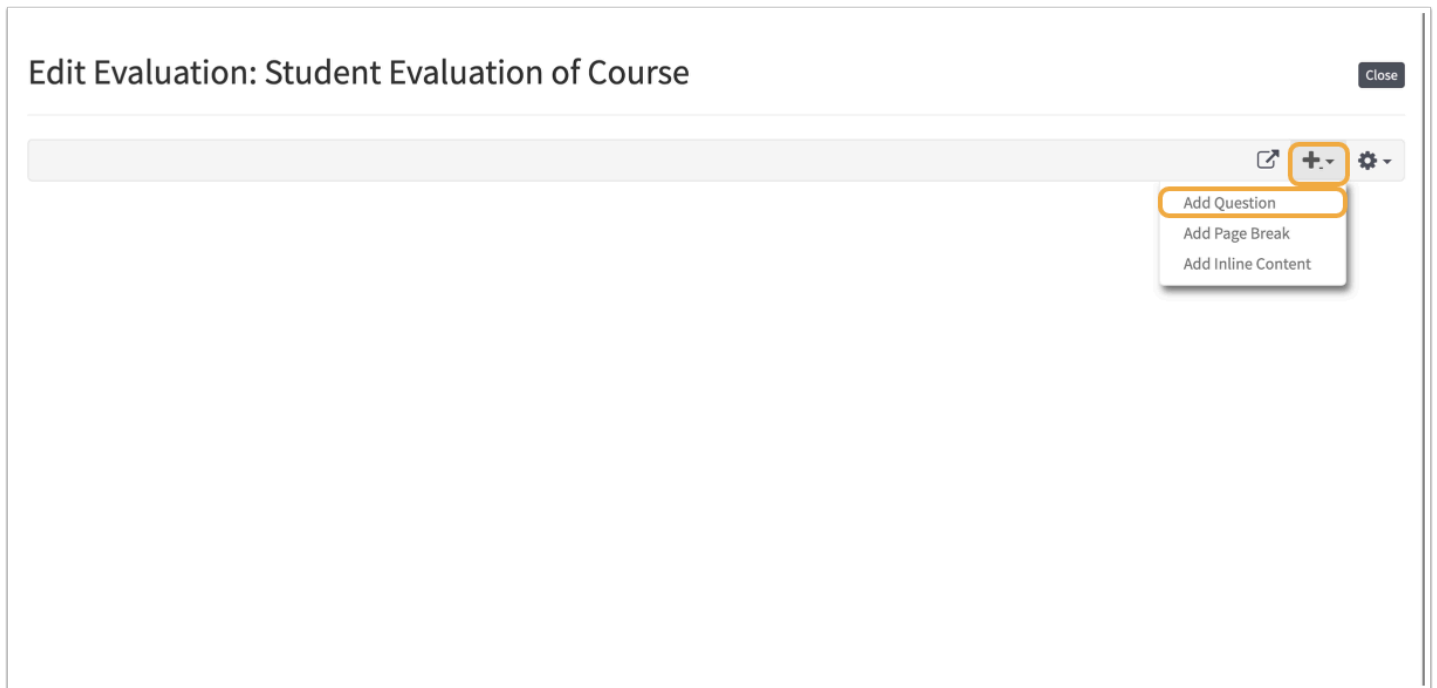 Edit Evaluation: Student Evaluation of Course
Close
Add Question
Add Page Break
Add Inline Content